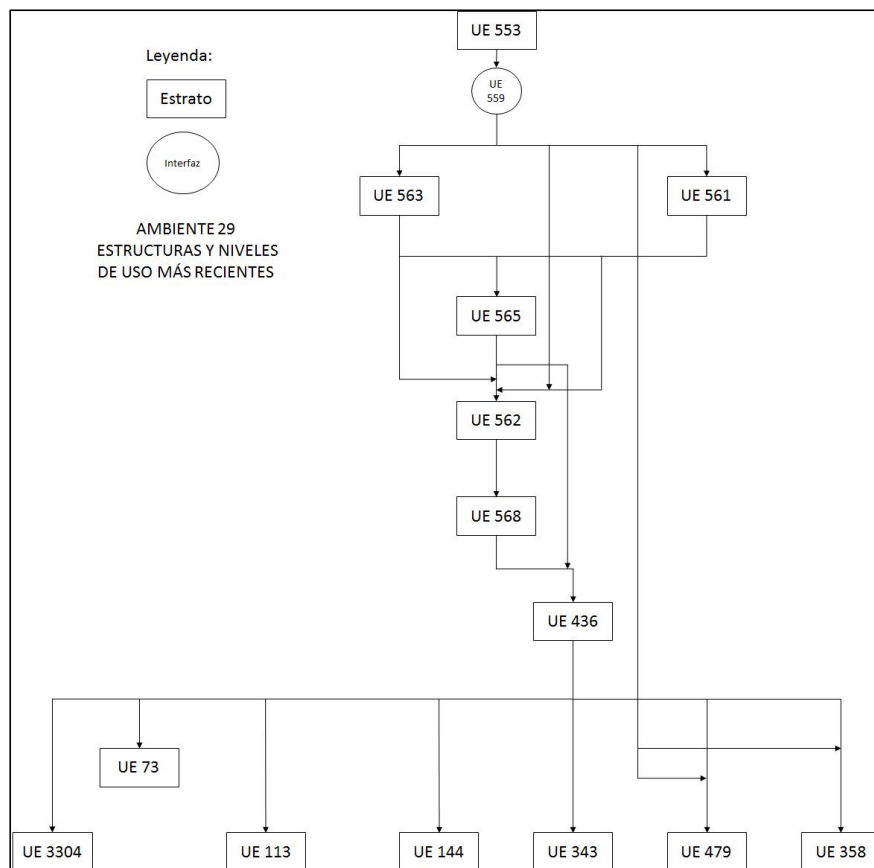 UE 553
Leyenda:
Estrato
UE
559
Interfaz
UE 563
UE 561
AMBIENTE 29
ESTRUCTURAS Y NIVELES
DE USO MÁS RECIENTES
UE 565
UE 562
UE 568
UE 436
UE 73
UE 3304
UE 113
UE 144
UE 343
UE 479
UE 358